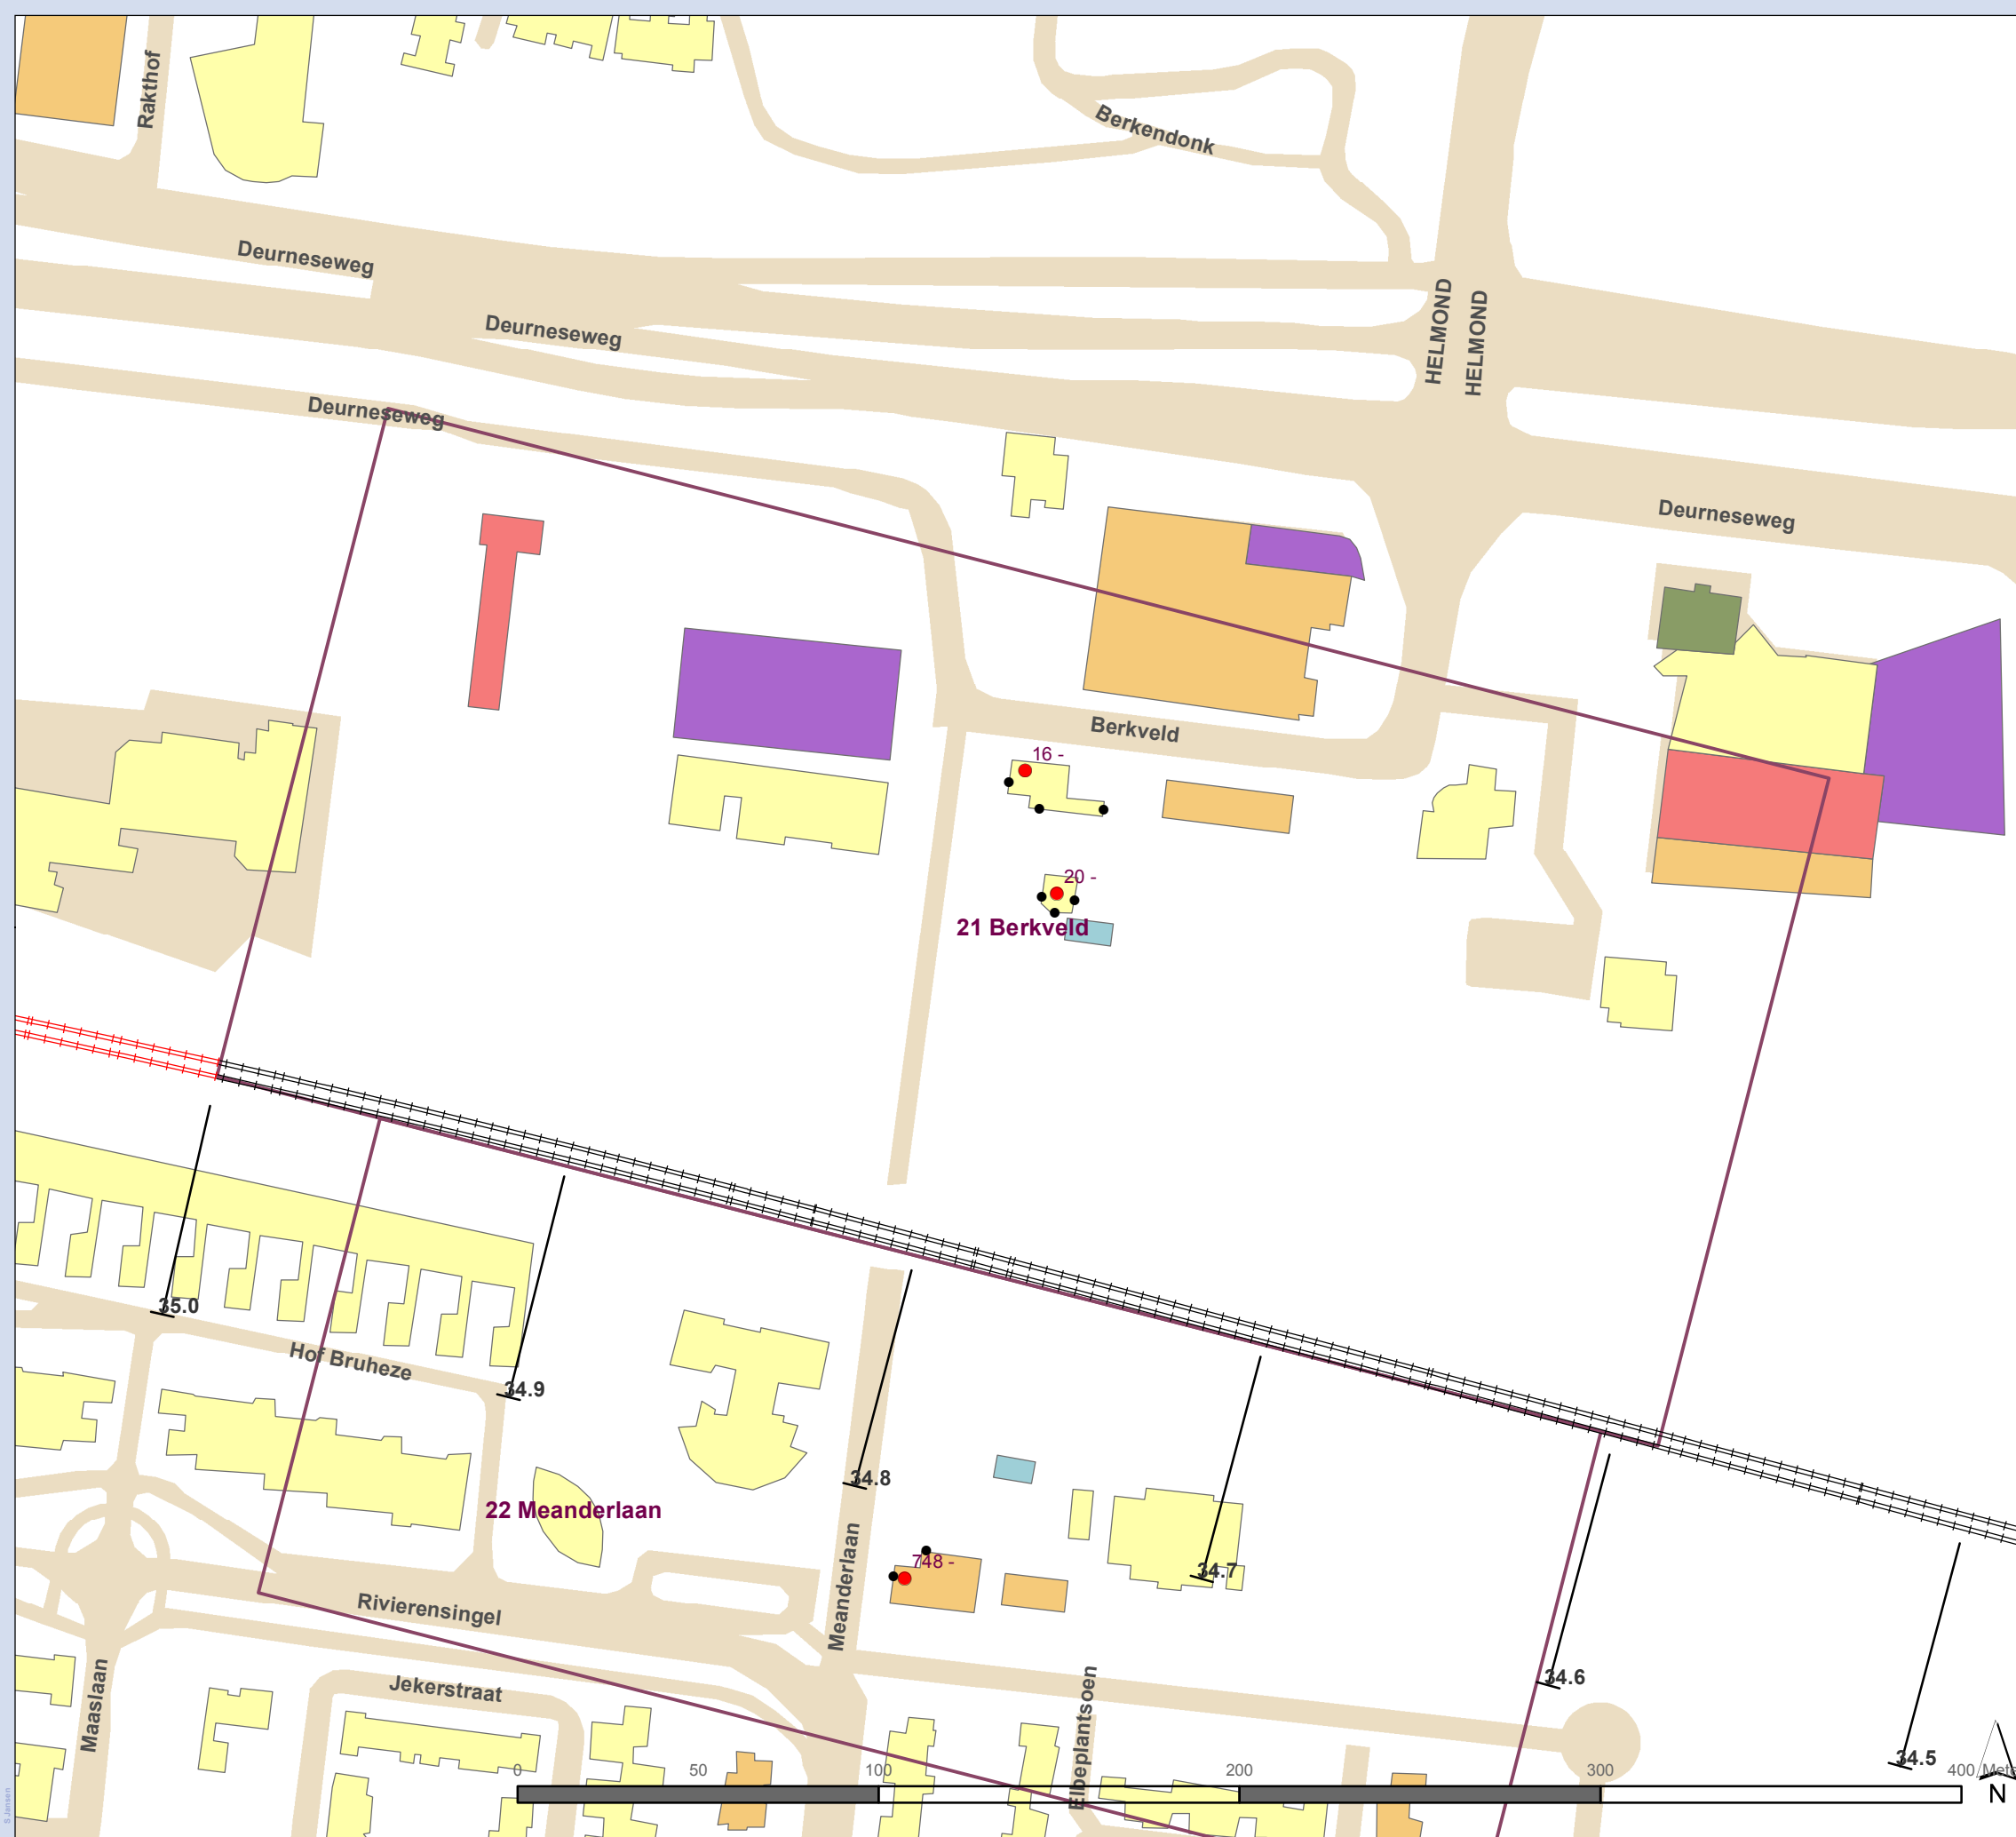 Rakthof
Berkendonk
Deurneseweg
HELMOND
HELMOND
Deurneseweg
Deurneseweg
Deurneseweg
Berkveld
16 -
20 -
21 Berkveld
35.0
Hof Bruheze
34.9
34.8
22 Meanderlaan
748 -
34.7
Meanderlaan
Rivierensingel
34.6
Jekerstraat
Maaslaan
Elbeplantsoen
34.5
0
50
100
200
300
400 Mete
N
S Jansen